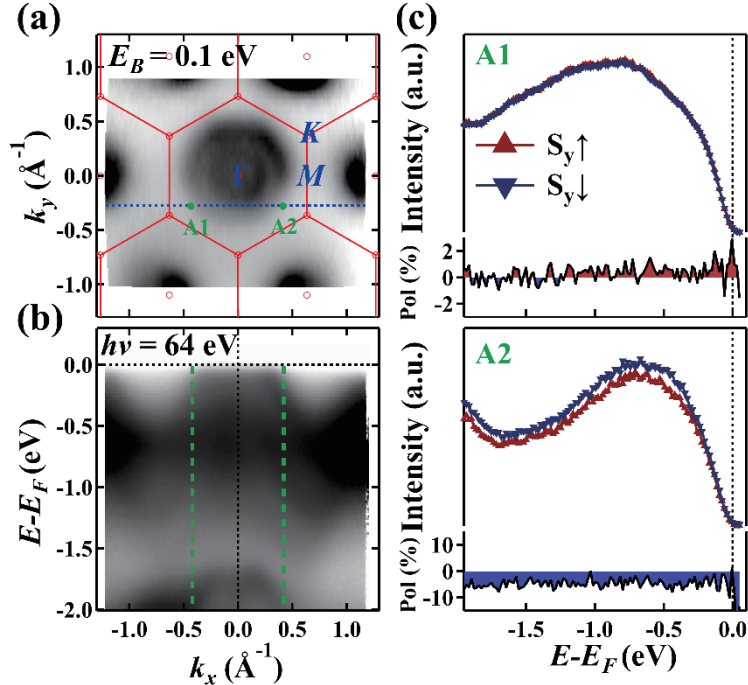 (a)
E_B = 0.1 eV
1.0
0.5
0.0
-0.5
-1.0
k_y (Å⁻¹)
K
Γ
M
A1
A2
(b)
hν = 64 eV
0.0
-0.5
-1.0
-1.5
-2.0
E-E_F (eV)
-1.0
-0.5
0.0
0.5
1.0
k_x (Å⁻¹)
(c)
A1
Intensity (a.u.)
S_y↑
S_y↓
Pol (%)
2
0
-2
A2
Intensity (a.u.)
Pol (%)
10
0
-10
-1.5
-1.0
-0.5
0.0
E-E_F (eV)